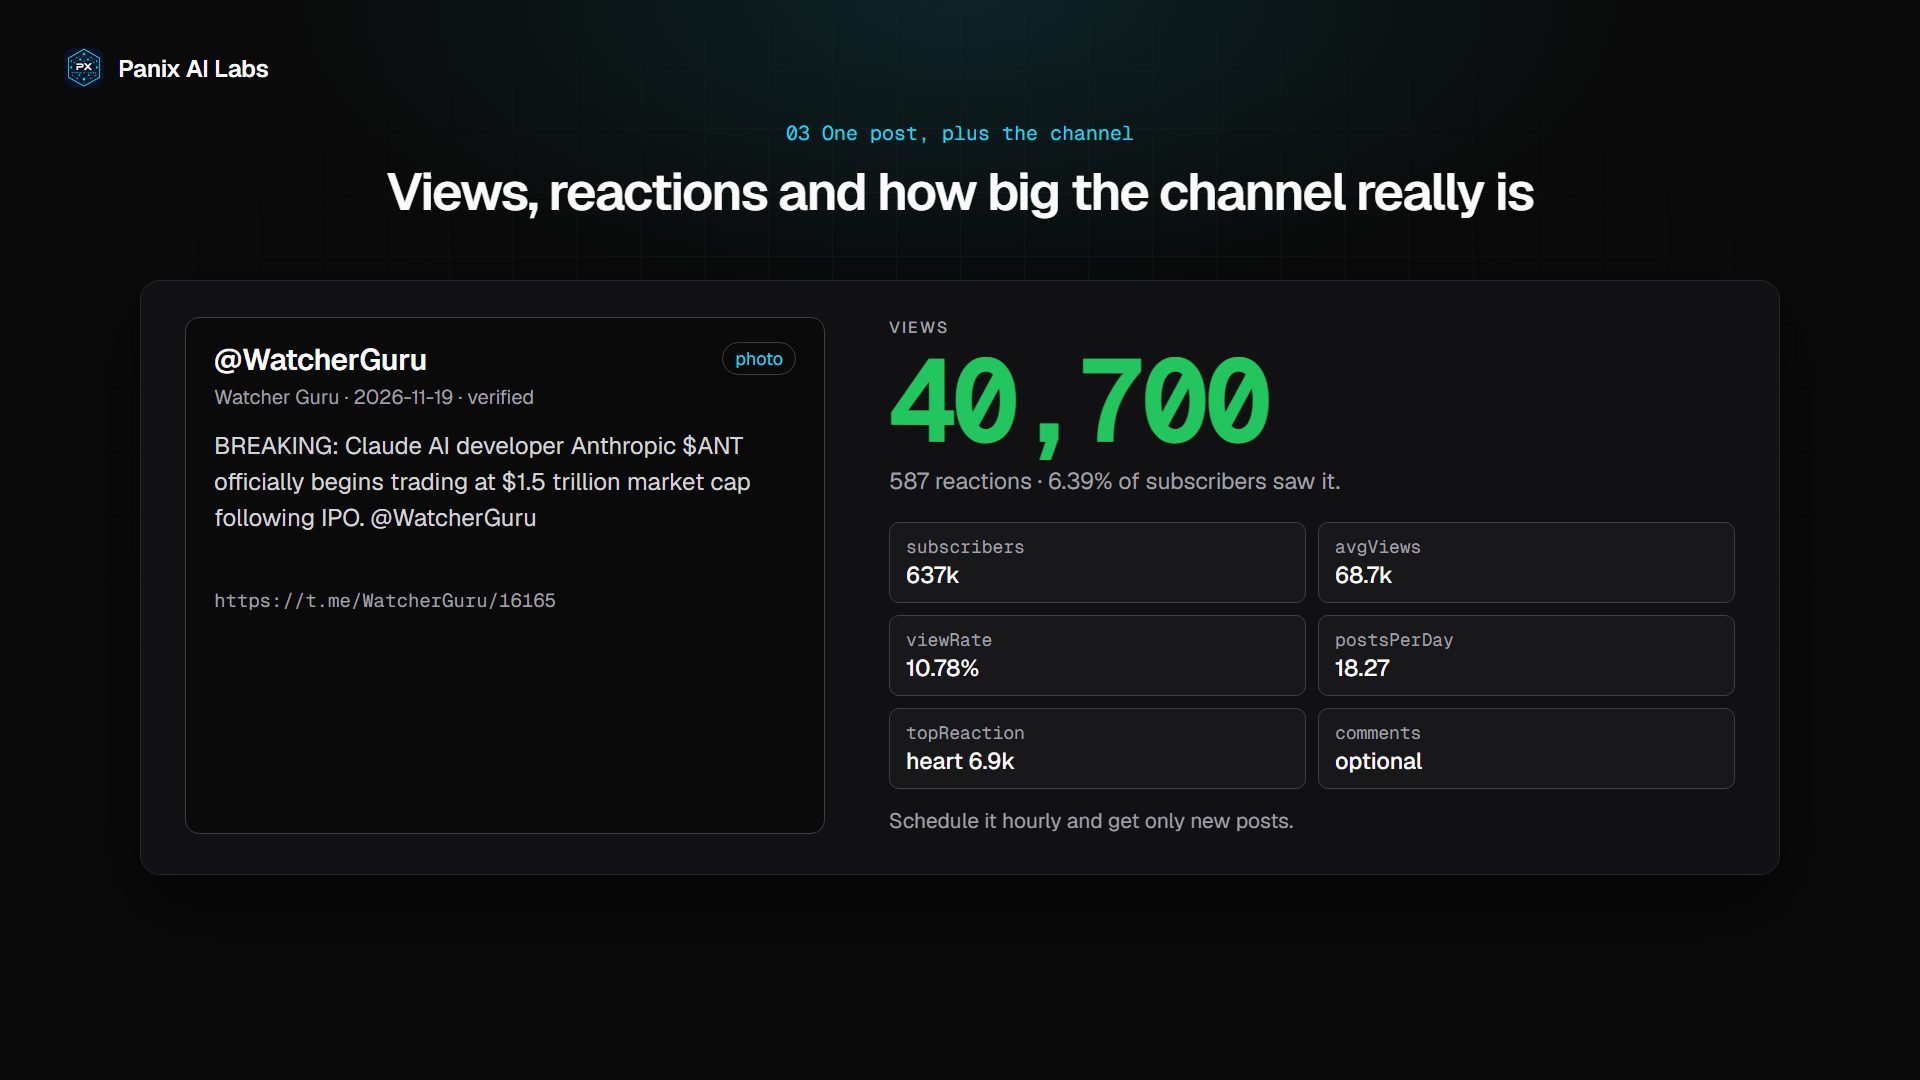 PX
Panix AI Labs
03 One post, plus the channel
Views, reactions and how big the channel really is
@WatcherGuru
photo
Watcher Guru · 2026-11-19 · verified
BREAKING: Claude AI developer Anthropic $ANT
officially begins trading at $1.5 trillion market cap
following IPO. @WatcherGuru
https://t.me/WatcherGuru/16165
VIEWS
40,700
587 reactions · 6.39% of subscribers saw it.
subscribers
637k
avgViews
68.7k
viewRate
10.78%
postsPerDay
18.27
topReaction
heart 6.9k
comments
optional
Schedule it hourly and get only new posts.